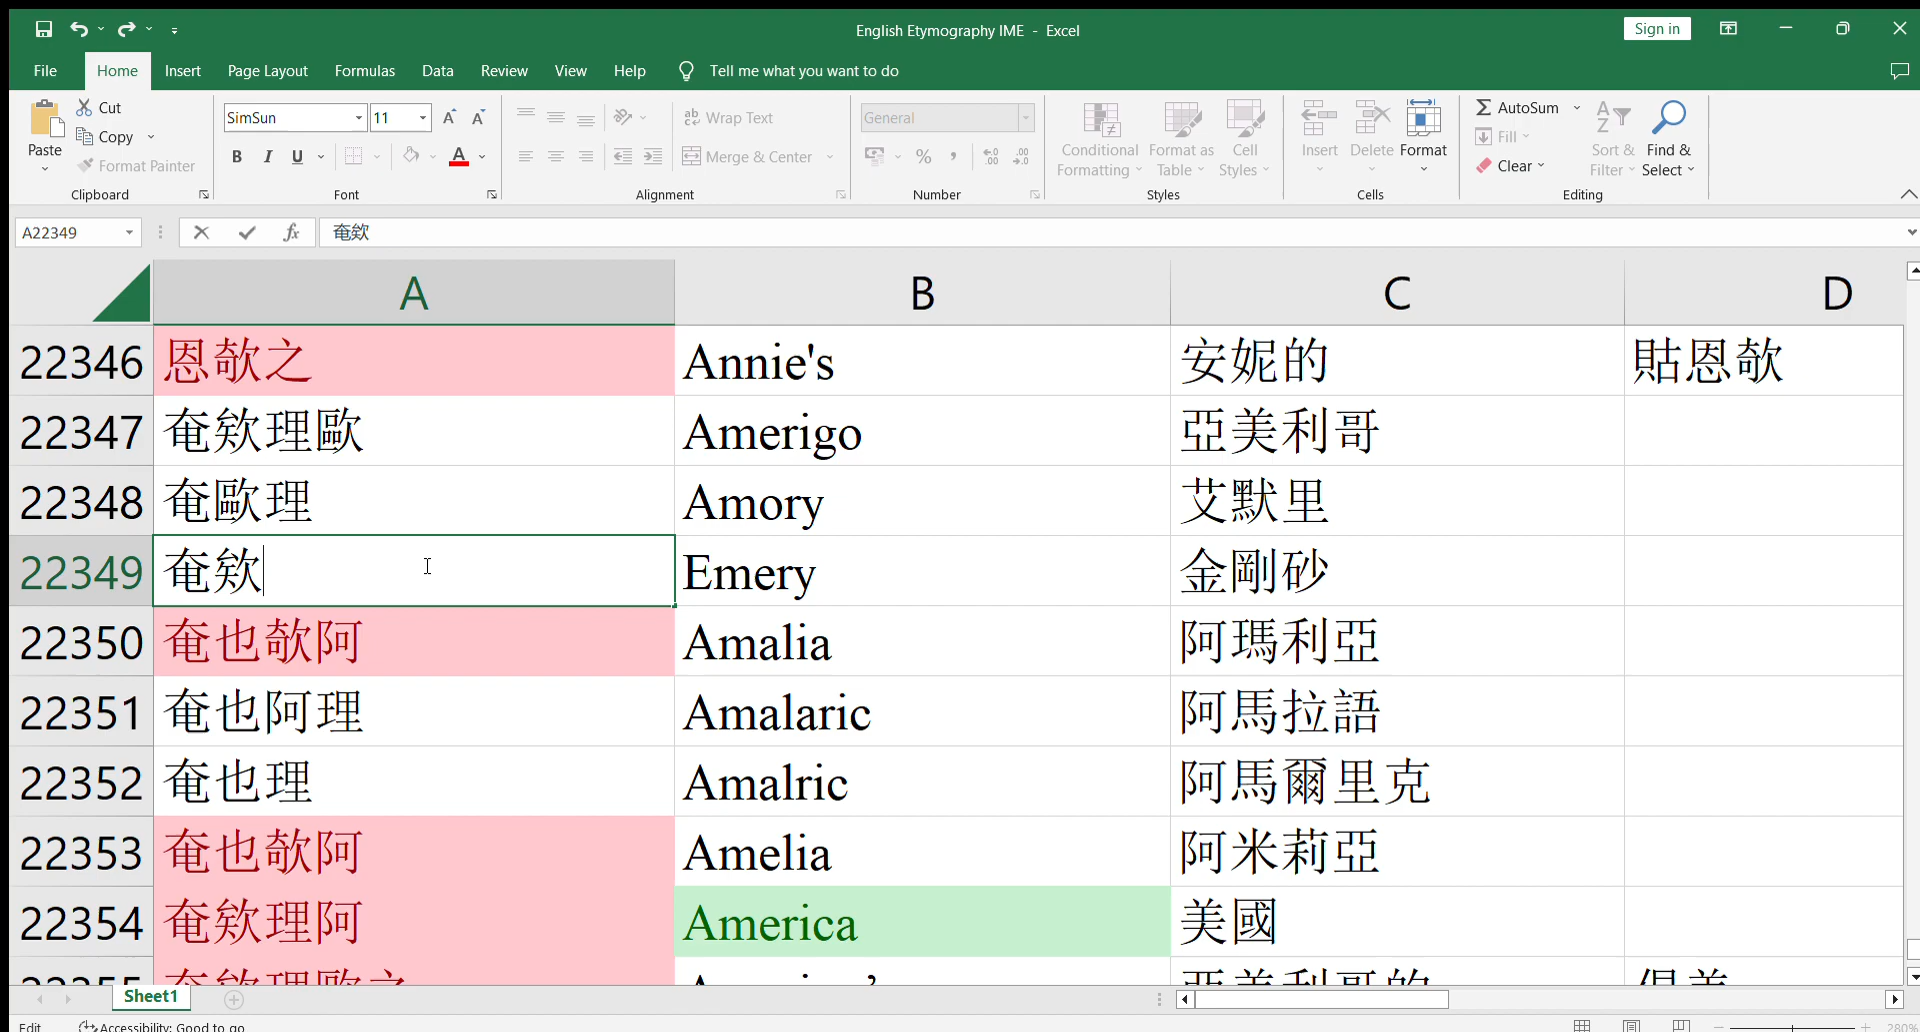 English Etymography IME - Excel
Sign in
File Home Insert Page Layout Formulas Data Review View Help Tell me what you want to do
Paste
Cut
Copy
Format Painter
Clipboard
SimSun 11
B I U
Font
Wrap Text
Merge & Center
Alignment
General
Number
Conditional Formatting
Format as Table
Cell Styles
Styles
Insert Delete Format
Cells
AutoSum
Fill
Clear
Sort & Filter
Find & Select
Editing
A22349 fx 奄欸
A B C D
22346 恩欹之 Annie's 安妮的 貼恩欹
22347 奄欸理歐 Amerigo 亞美利哥
22348 奄歐理 Amory 艾默里
22349 奄欸 Emery 金剛砂
22350 奄也欹阿 Amalia 阿瑪利亞
22351 奄也阿理 Amalaric 阿馬拉語
22352 奄也理 Amalric 阿馬爾里克
22353 奄也欹阿 Amelia 阿米莉亞
22354 奄欸理阿 America 美國
Sheet1
Edit Accessibility: Good to go 280%